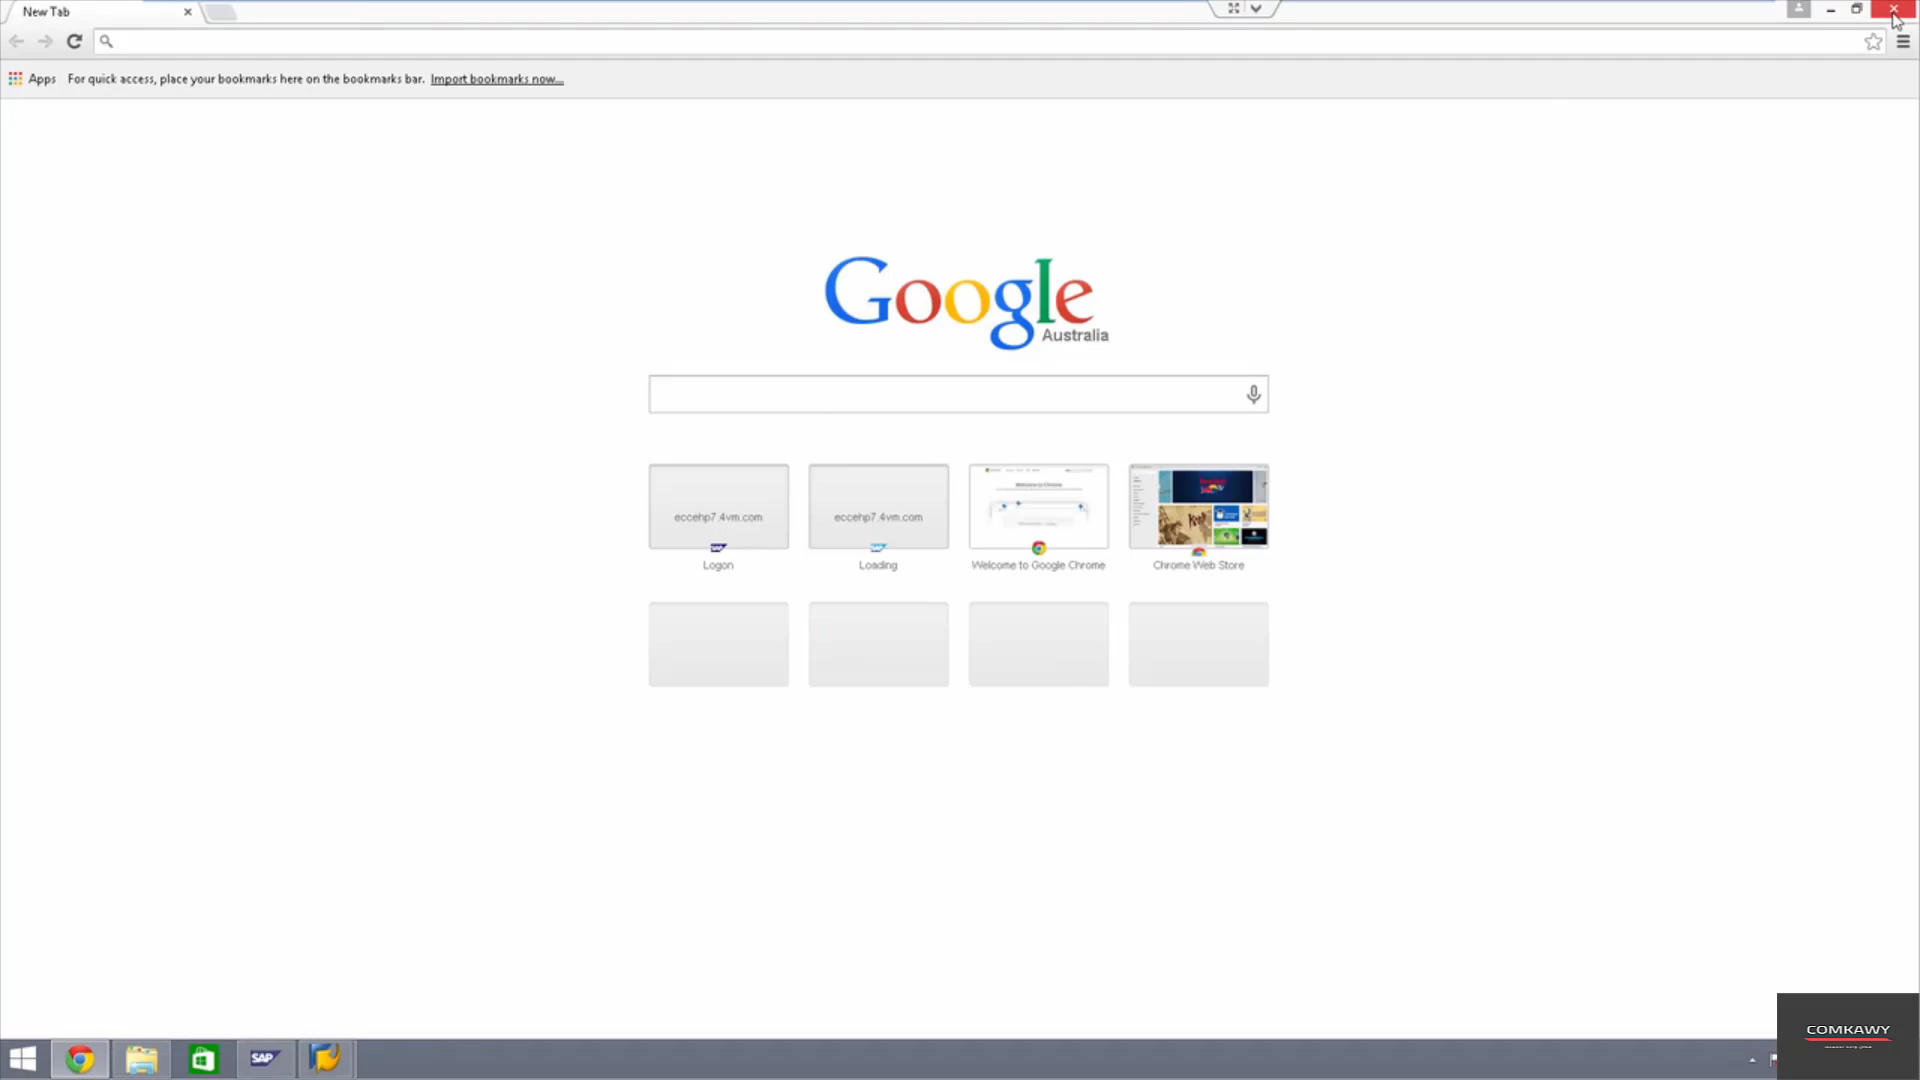 New Tab
Apps For quick access, place your bookmarks here on the bookmarks bar. Import bookmarks now...
Google
Australia
eccehp7.4vm.com eccehp7.4vm.com
Logon Loading Welcome to Google Chrome Chrome Web Store
SAP
COMKAWY